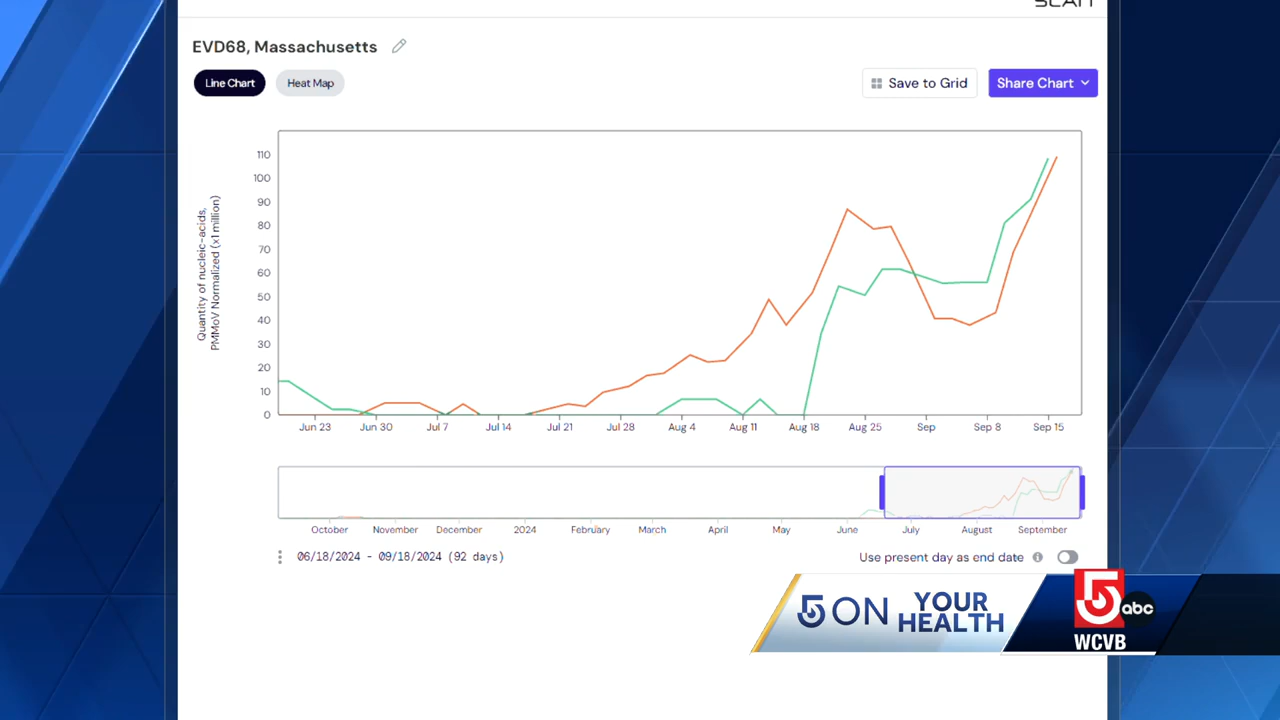 SCAN
EVD68, Massachusetts
Line Chart
Heat Map
Save to Grid
Share Chart
Quantity of nucleic-acids,
PMMoV Normalized (x1 million)
110
100
90
80
70
60
50
40
30
20
10
0
Jun 23 Jun 30 Jul 7 Jul 14 Jul 21 Jul 28 Aug 4 Aug 11 Aug 18 Aug 25 Sep Sep 8 Sep 15
October November December 2024 February March April May June July August September
06/18/2024 - 09/18/2024 (92 days)
Use present day as end date
5 ON YOUR
HEALTH
5
abc
WCVB